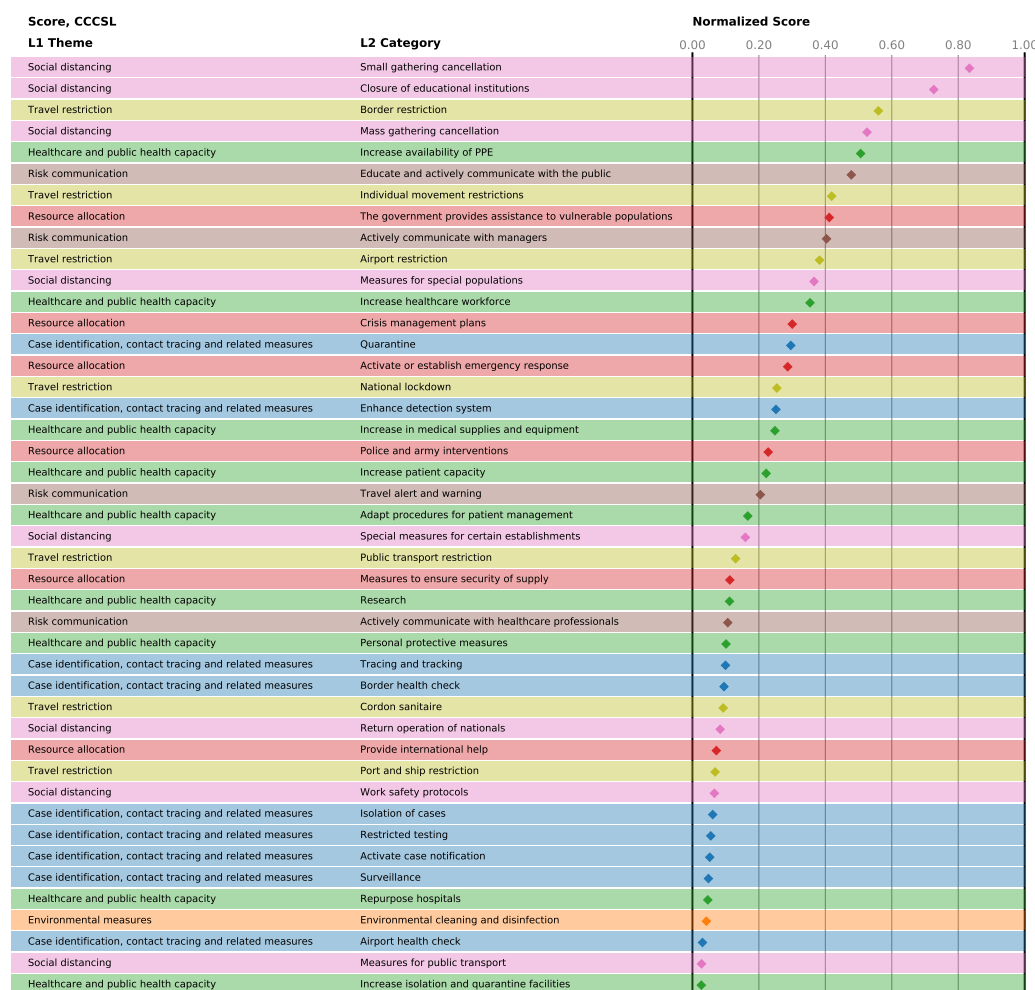 Score, CCCSL Normalized Score
L1 Theme L2 Category 0.00 0.20 0.40 0.60 0.80 1.00
Social distancing Small gathering cancellation
Social distancing Closure of educational institutions
Travel restriction Border restriction
Social distancing Mass gathering cancellation
Healthcare and public health capacity Increase availability of PPE
Risk communication Educate and actively communicate with the public
Travel restriction Individual movement restrictions
Resource allocation The government provides assistance to vulnerable populations
Risk communication Actively communicate with managers
Travel restriction Airport restriction
Social distancing Measures for special populations
Healthcare and public health capacity Increase healthcare workforce
Resource allocation Crisis management plans
Case identification, contact tracing and related measures Quarantine
Resource allocation Activate or establish emergency response
Travel restriction National lockdown
Case identification, contact tracing and related measures Enhance detection system
Healthcare and public health capacity Increase in medical supplies and equipment
Resource allocation Police and army interventions
Healthcare and public health capacity Increase patient capacity
Risk communication Travel alert and warning
Healthcare and public health capacity Adapt procedures for patient management
Social distancing Special measures for certain establishments
Travel restriction Public transport restriction
Resource allocation Measures to ensure security of supply
Healthcare and public health capacity Research
Risk communication Actively communicate with healthcare professionals
Healthcare and public health capacity Personal protective measures
Case identification, contact tracing and related measures Tracing and tracking
Case identification, contact tracing and related measures Border health check
Travel restriction Cordon sanitaire
Social distancing Return operation of nationals
Resource allocation Provide international help
Travel restriction Port and ship restriction
Social distancing Work safety protocols
Case identification, contact tracing and related measures Isolation of cases
Case identification, contact tracing and related measures Restricted testing
Case identification, contact tracing and related measures Activate case notification
Case identification, contact tracing and related measures Surveillance
Healthcare and public health capacity Repurpose hospitals
Environmental measures Environmental cleaning and disinfection
Case identification, contact tracing and related measures Airport health check
Social distancing Measures for public transport
Healthcare and public health capacity Increase isolation and quarantine facilities